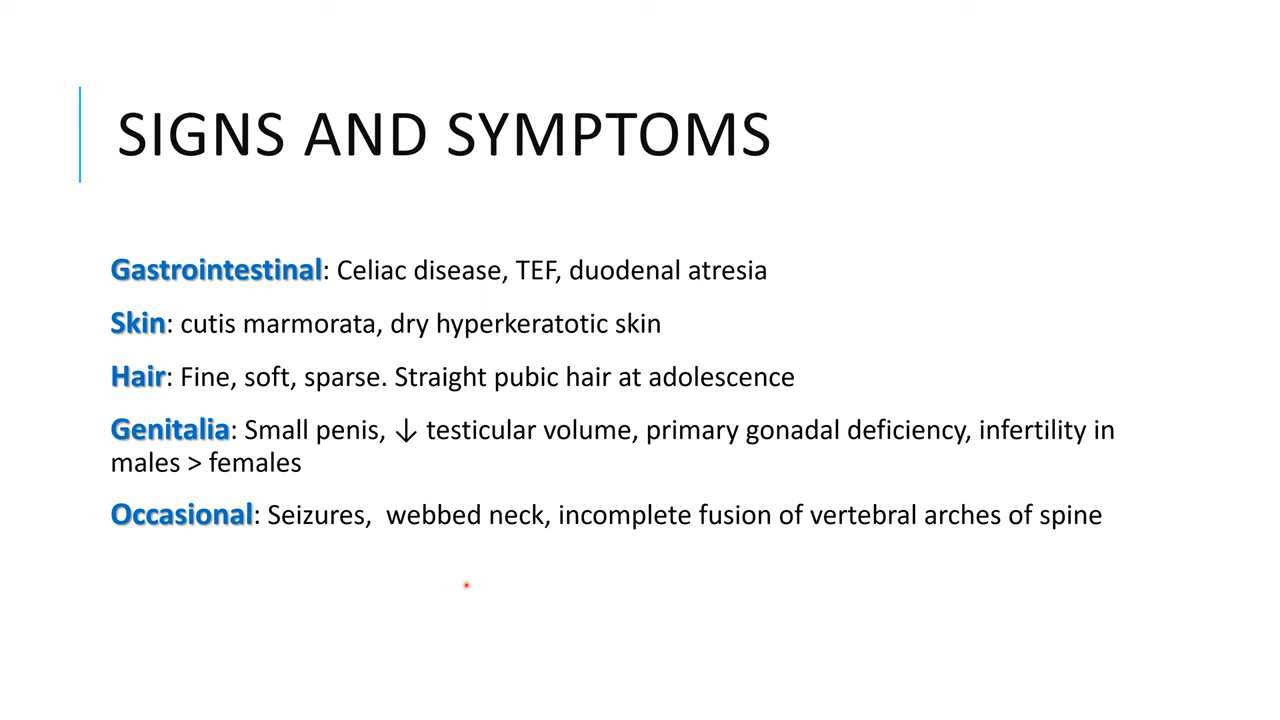 SIGNS AND SYMPTOMS
Gastrointestinal: Celiac disease, TEF, duodenal atresia
Skin: cutis marmorata, dry hyperkeratotic skin
Hair: Fine, soft, sparse. Straight pubic hair at adolescence
Genitalia: Small penis, ↓ testicular volume, primary gonadal deficiency, infertility in
males > females
Occasional: Seizures,  webbed neck, incomplete fusion of vertebral arches of spine